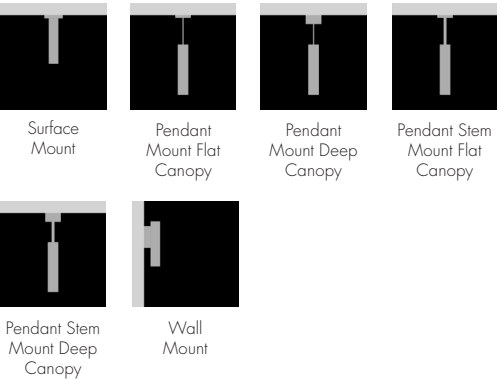 Surface
Mount
Pendant
Mount Flat
Canopy
Pendant
Mount Deep
Canopy
Pendant Stem
Mount Flat
Canopy
Pendant Stem
Mount Deep
Canopy
Wall
Mount